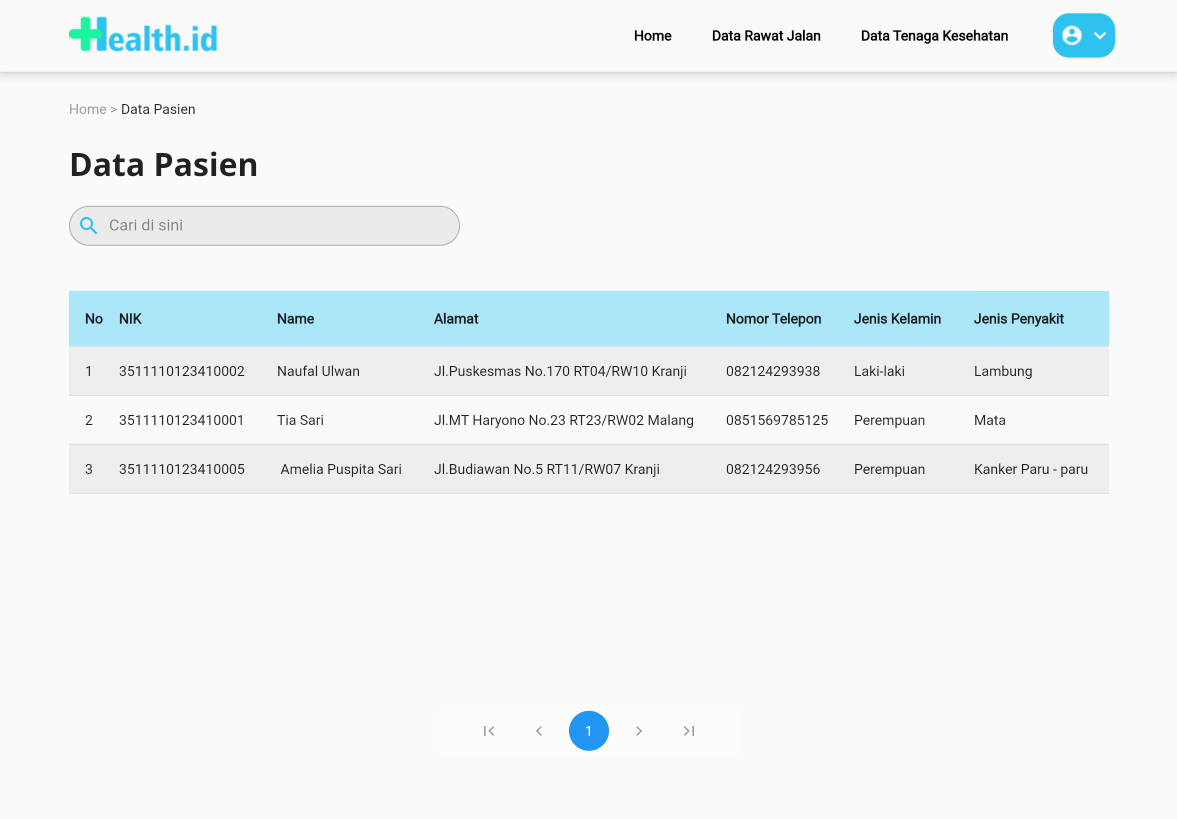 Health.id
Home Data Rawat Jalan Data Tenaga Kesehatan
Home > Data Pasien
Data Pasien
Cari di sini
No NIK Name Alamat Nomor Telepon Jenis Kelamin Jenis Penyakit
1 3511110123410002 Naufal Ulwan Jl.Puskesmas No.170 RT04/RW10 Kranji 082124293938 Laki-laki Lambung
2 3511110123410001 Tia Sari Jl.MT Haryono No.23 RT23/RW02 Malang 0851569785125 Perempuan Mata
3 3511110123410005 Amelia Puspita Sari Jl.Budiawan No.5 RT11/RW07 Kranji 082124293956 Perempuan Kanker Paru - paru
1